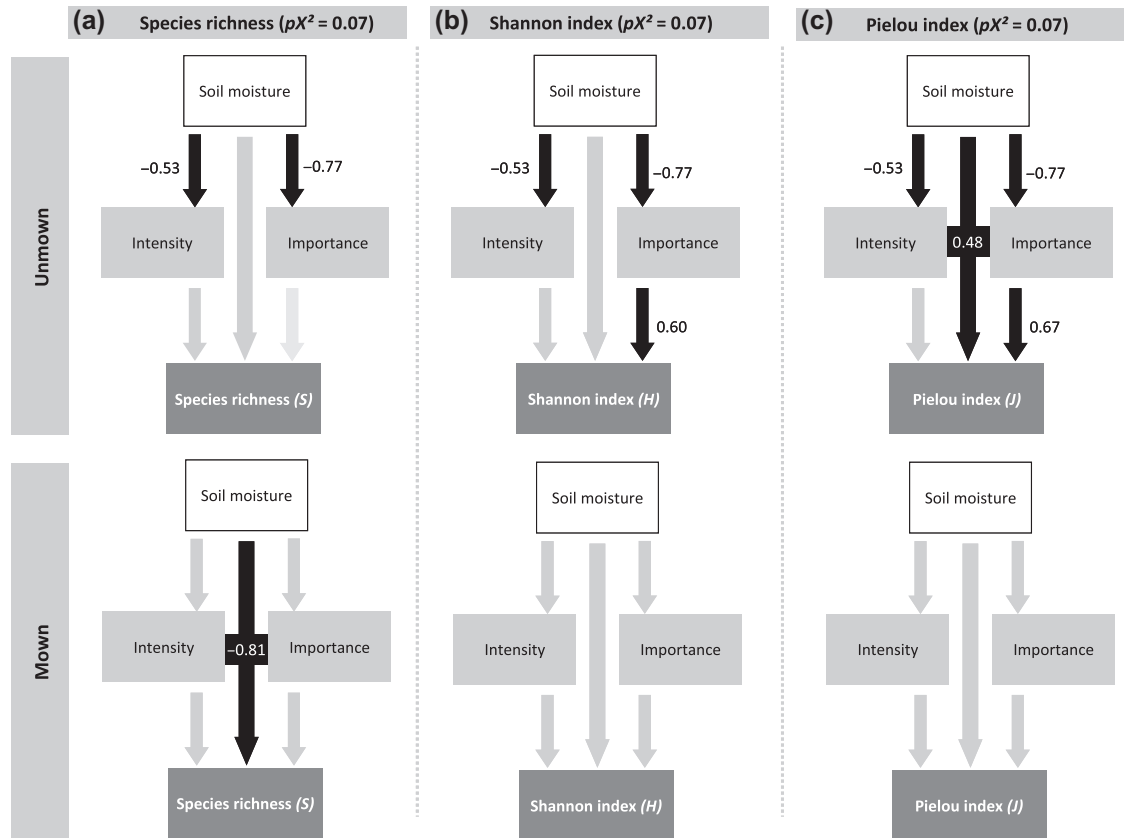 (a) Species richness (pX² = 0.07)
(b) Shannon index (pX² = 0.07)
(c) Pielou index (pX² = 0.07)
Unmown
Soil moisture
−0.53
−0.77
Intensity
Importance
Species richness (S)
Soil moisture
−0.53
−0.77
Intensity
Importance
0.60
Shannon index (H)
Soil moisture
−0.53
−0.77
Intensity
0.48
Importance
0.67
Pielou index (J)
Mown
Soil moisture
Intensity
−0.81
Importance
Species richness (S)
Soil moisture
Intensity
Importance
Shannon index (H)
Soil moisture
Intensity
Importance
Pielou index (J)